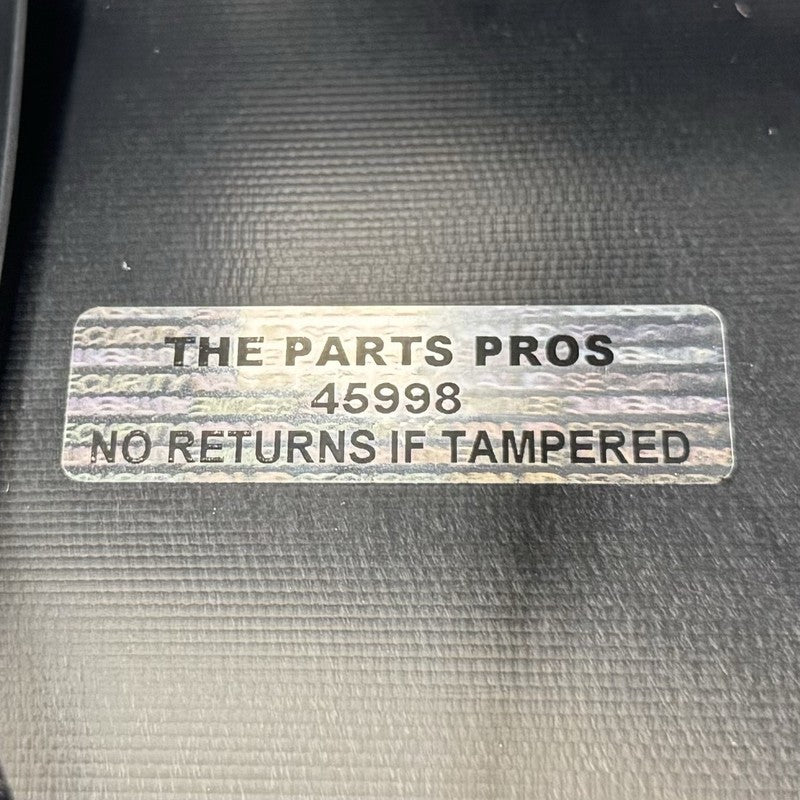 THE PARTS PROS
45998
NO RETURNS IF TAMPERED